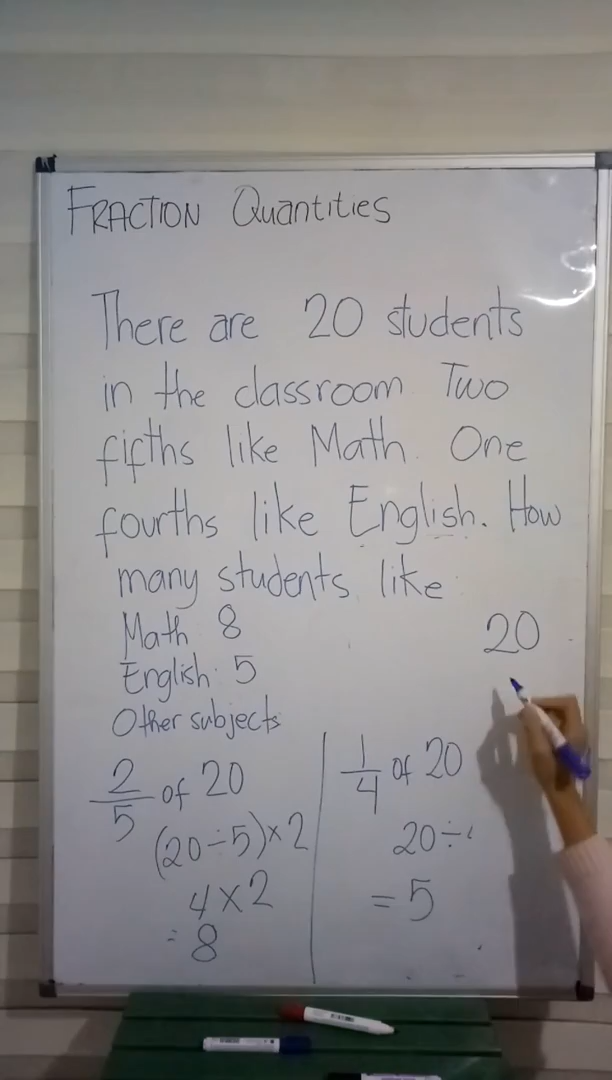 FRACTION Quantities
There are 20 students
in the classroom. Two
fifths like Math. One
fourths like English. How
many students like
Math 8
20
English 5
Other subjects
2/5 of 20
(20÷5)×2
4×2
= 8
1/4 of 20
20÷
= 5